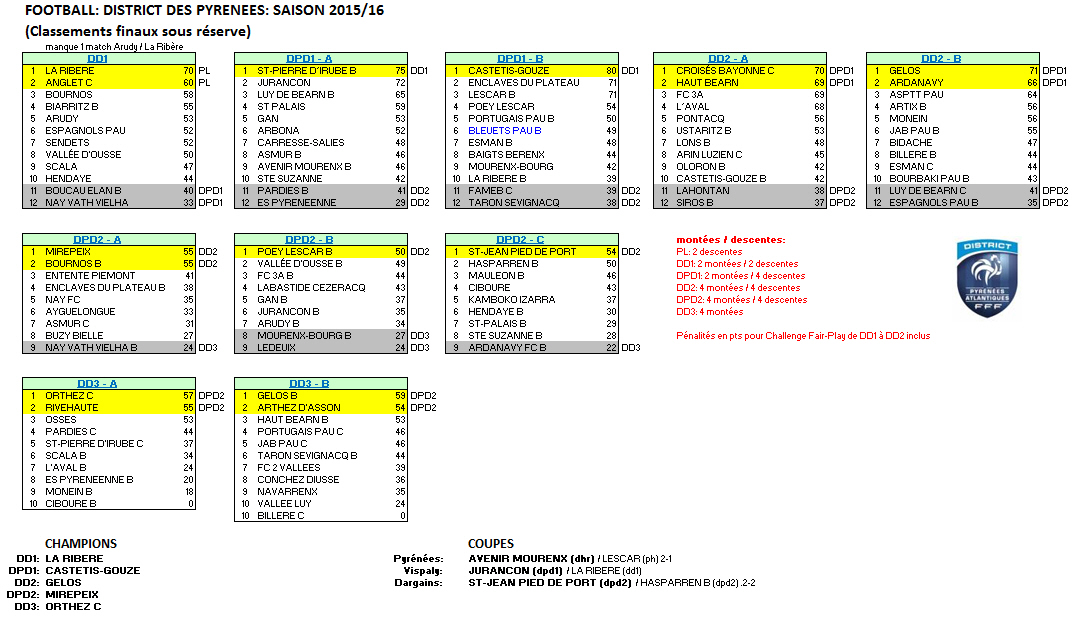 FOOTBALL: DISTRICT DES PYRENEES: SAISON 2015/16
(Classements finaux sous réserve)
manque 1 match Arudy / La Ribère
DD1
1 LA RIBERE 70 PL
2 ANGLET C 60 PL
3 BOURNOS 58
4 BIARRITZ B 55
5 ARUDY 53
6 ESPAGNOLS PAU 52
7 SENDETS 52
8 VALLÉE D'OUSSE 50
9 SCALA 47
10 HENDAYE 44
11 BOUCAU ELAN B 40 DPD1
12 NAY VATH VIELHA 33 DPD1
DPD1 - A
1 ST-PIERRE D'IRUBE B 75 DD1
2 JURANCON 72
3 LUY DE BEARN B 65
4 ST PALAIS 59
5 GAN 53
6 ARBONA 52
7 CARRESSE-SALIES 48
8 ASMUR B 46
9 AVENIR MOURENX B 46
10 STE SUZANNE 42
11 PARDIES B 41 DD2
12 ES PYRENEENNE 29 DD2
DPD1 - B
1 CASTETIS-GOUZE 80 DD1
2 ENCLAVES DU PLATEAU 71
3 LESCAR B 71
4 POEY LESCAR 54
5 PORTUGAIS PAU B 50
6 BLEUETS PAU B 49
7 ESMAN B 48
8 BAIGTS BERENX 44
9 MOURENX-BOURG 42
10 LA RIBERE B 39
11 FAMEB C 39 DD2
12 TARON SEVIGNACQ 38 DD2
DD2 - A
1 CROISÉS BAYONNE C 70 DPD1
2 HAUT BEARN 69 DPD1
3 FC 3A 69
4 L'AVAL 68
5 PONTACQ 56
6 USTARITZ B 53
7 LONS B 48
8 ARIN LUZIEN C 45
9 OLORON B 42
10 CASTETIS-GOUZE B 42
11 LAHONTAN 38 DPD2
12 SIROS B 37 DPD2
DD2 - B
1 GELOS 71 DPD1
2 ARDANAVY 66 DPD1
3 ASPTT PAU 64
4 ARTIX B 56
5 MONEIN 56
6 JAB PAU B 55
7 BIDACHE 47
8 BILLERE B 44
9 ESMAN C 44
10 BOURBAKI PAU B 43
11 LUY DE BEARN C 41 DPD2
12 ESPAGNOLS PAU B 35 DPD2
DPD2 - A
1 MIREPEIX 55 DD2
2 BOURNOS B 55 DD2
3 ENTENTE PIEMONT 41
4 ENCLAVES DU PLATEAU B 38
5 NAY FC 35
6 AYGUELONGUE 33
7 ASMUR C 31
8 BUZY BIELLE 27
9 NAY VATH VIELHA B 24 DD3
DPD2 - B
1 POEY LESCAR B 50 DD2
2 VALLÉE D'OUSSE B 49
3 FC 3A B 44
4 LABASTIDE CEZERACQ 43
5 GAN B 37
6 JURANCON B 35
7 ARUDY B 34
8 MOURENX-BOURG B 27 DD3
9 LEDEUIX 24 DD3
DPD2 - C
1 ST-JEAN PIED DE PORT 54 DD2
2 HASPARREN B 50
3 MAULEON B 46
4 CIBOURE 43
5 KAMBOKO IZARRA 37
6 HENDAYE B 30
7 ST-PALAIS B 29
8 STE SUZANNE B 28
9 ARDANAVY FC B 22 DD3
montées / descentes:
PL: 2 descentes
DD1: 2 montées / 2 descentes
DPD1: 2 montées / 4 descentes
DD2: 4 montées / 4 descentes
DPD2: 4 montées / 4 descentes
DD3: 4 montées
Pénalités en pts pour Challenge Fair-Play de DD1 à DD2 inclus
DISTRICT
PYRENEES
ATLANTIQUES
FFF
DD3 - A
1 ORTHEZ C 57 DPD2
2 RIVEHAUTE 55 DPD2
3 OSSES 53
4 PARDIES C 44
5 ST-PIERRE D'IRUBE C 37
6 SCALA B 34
7 L'AVAL B 24
8 ES PYRENEENNE B 20
9 MONEIN B 18
10 CIBOURE B 0
DD3 - B
1 GELOS B 59 DPD2
2 ARTHEZ D'ASSON 54 DPD2
3 HAUT BEARN B 53
4 PORTUGAIS PAU C 46
5 JAB PAU C 46
6 TARON SEVIGNACQ B 44
7 FC 2 VALLEES 39
8 CONCHEZ DIUSSE 36
9 NAVARRENX 35
10 VALLEE LUY 24
10 BILLERE C 0
CHAMPIONS
DD1: LA RIBERE
DPD1: CASTETIS-GOUZE
DD2: GELOS
DPD2: MIREPEIX
DD3: ORTHEZ C
COUPES
Pyrénées: AVENIR MOURENX (dhr) / LESCAR (ph) 2-1
Vispaly: JURANCON (dpd1) / LA RIBERE (dd1)
Dargains: ST-JEAN PIED DE PORT (dpd2) / HASPARREN B (dpd2) .2-2